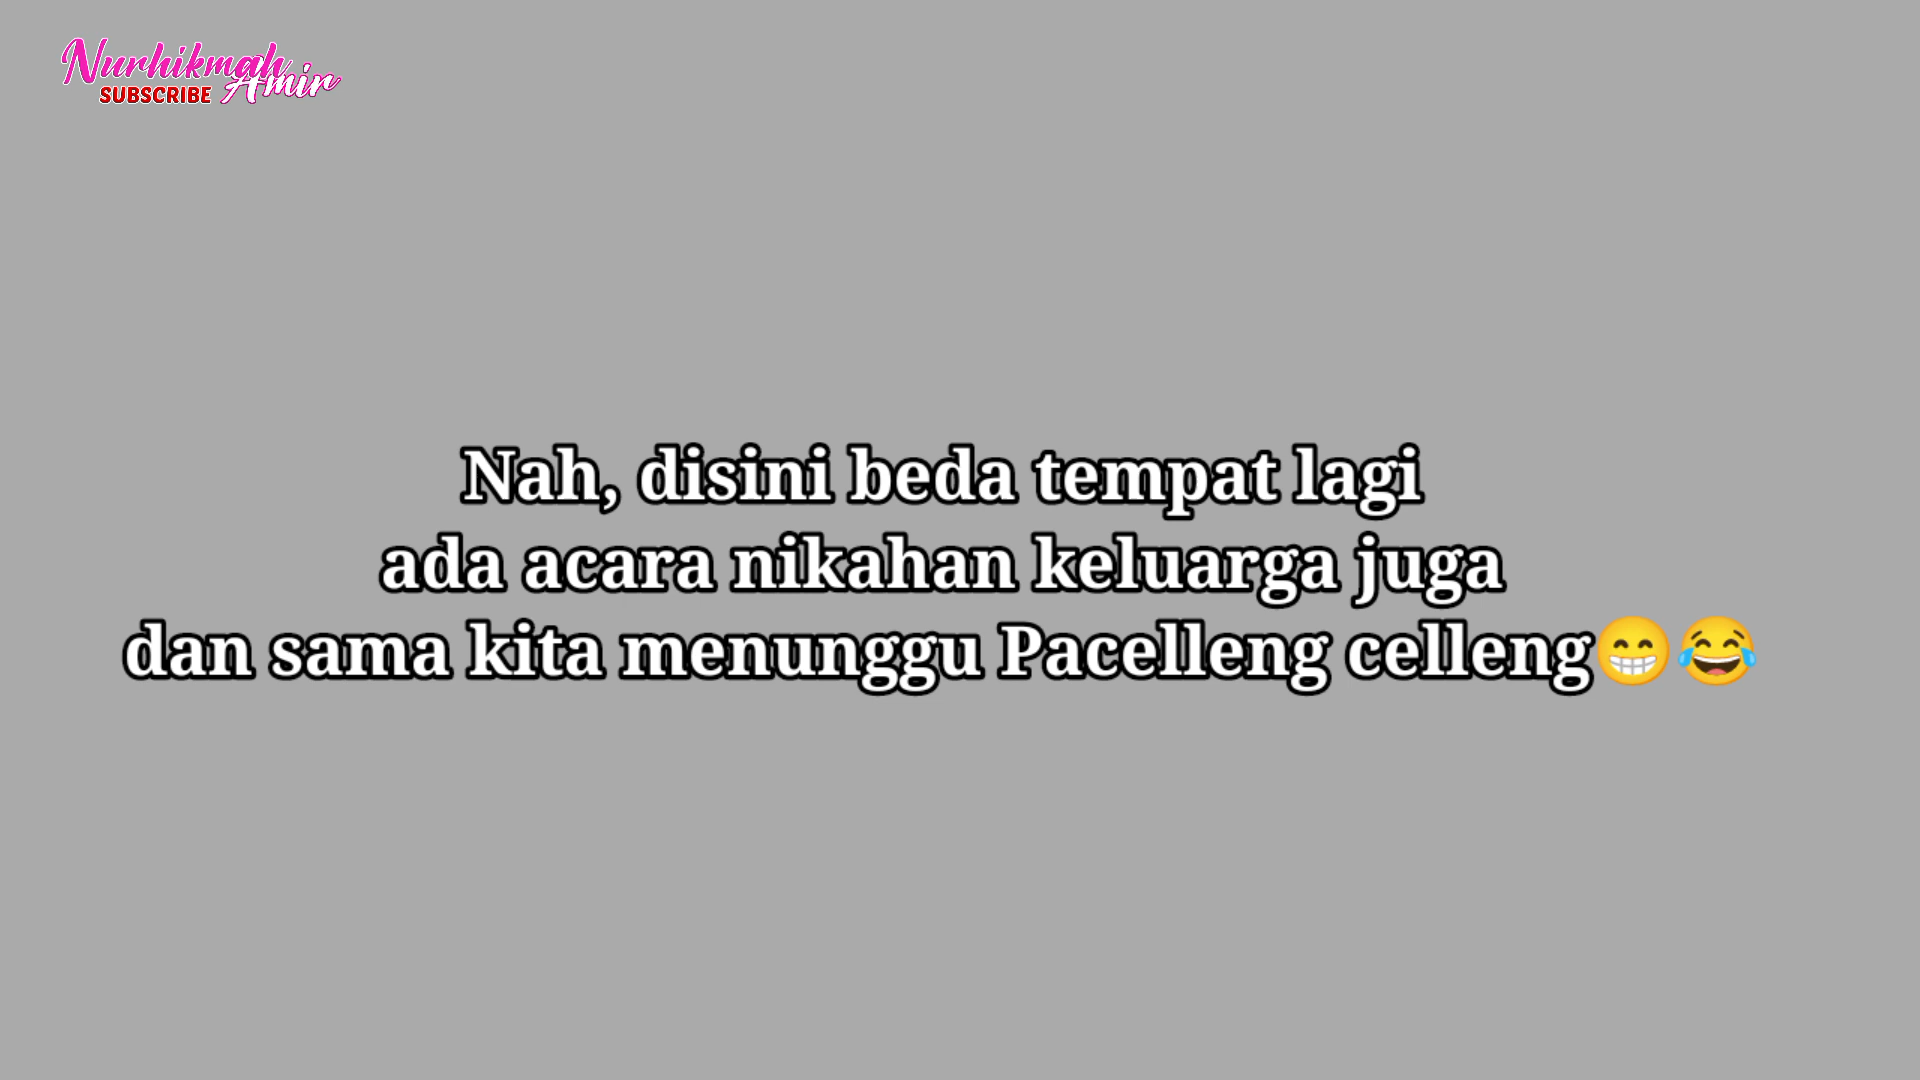 Nurhikmah
Amir
SUBSCRIBE
Nah, disini beda tempat lagi
ada acara nikahan keluarga juga
dan sama kita menunggu Pacelleng celleng😁😂